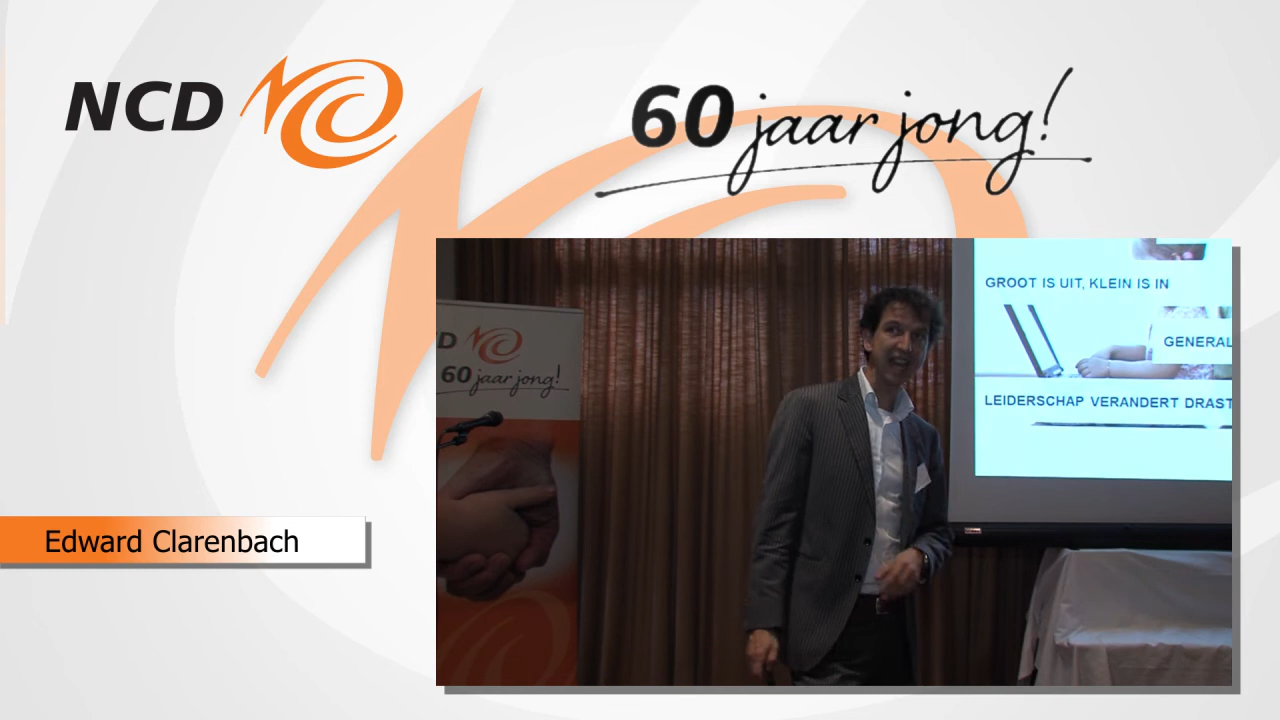 NCD
60 jaar jong!
GROOT IS UIT, KLEIN IS IN
GENERAL
LEIDERSCHAP VERANDERT DRAST
D
60 jaar jong!
Edward Clarenbach